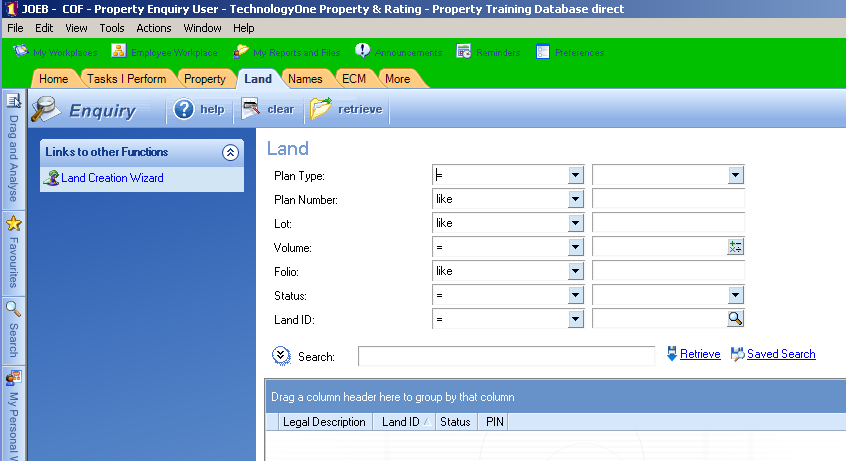 JOEB - COF - Property Enquiry User - TechnologyOne Property & Rating - Property Training Database direct
File Edit View Tools Actions Window Help
My Workplaces Employee Workplace My Reports and Files Announcements Reminders Preferences
Home Tasks I Perform Property Land Names ECM More
Enquiry help clear retrieve
Drag and Analyse
Favourites
Search
My Personal
Links to other Functions
Land Creation Wizard
Land
Plan Type: =
Plan Number: like
Lot: like
Volume: =
Folio: like
Status: =
Land ID: =
Search: Retrieve Saved Search
Drag a column header here to group by that column
Legal Description Land ID Status PIN